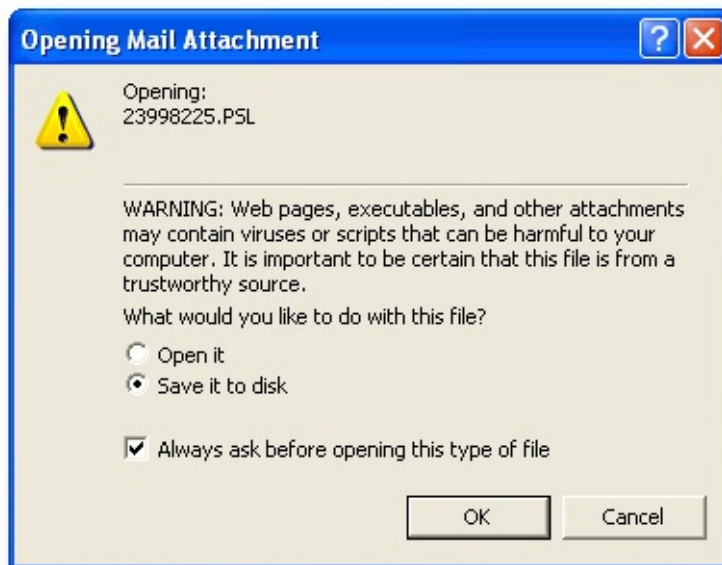 Opening Mail Attachment
Opening:
23998225.PSL
WARNING: Web pages, executables, and other attachments
may contain viruses or scripts that can be harmful to your
computer. It is important to be certain that this file is from a
trustworthy source.
What would you like to do with this file?
Open it
Save it to disk
Always ask before opening this type of file
OK
Cancel